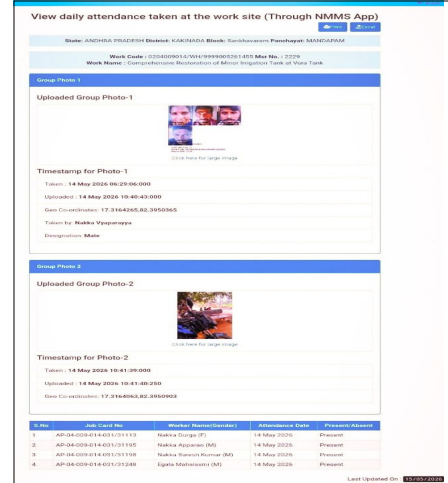 View daily attendance taken at the work site (Through NMMS App)
Print Excel
State: ANDHRA PRADESH District: KAKINADA Block: Sankhavaram Panchayat: MANDAPAM
Work Code : 0204009014/WH/9999005261455 Msr No. : 2229
Work Name : Comprehensive Restoration of Minor Irrigation Tank at Vura Tank
Group Photo 1
Uploaded Group Photo-1
Click here for large image
Timestamp for Photo-1
Taken : 14 May 2026 06:29:06:000
Uploaded : 14 May 2026 10:40:43:000
Geo Co-ordinates: 17.3164265,82.3950365
Taken by: Nakka Vyaparayya
Designation: Mate
Group Photo 2
Uploaded Group Photo-2
Click here for large image
Timestamp for Photo-2
Taken : 14 May 2026 10:41:39:000
Uploaded : 14 May 2026 10:41:40:250
Geo Co-ordinates: 17.3164063,82.3950903
S.No Job Card No Worker Name(Gender) Attendance Date Present/Absent
1 AP-04-009-014-031/31113 Nakka Durga (F) 14 May 2026 Present
2 AP-04-009-014-031/31195 Nakka Apparao (M) 14 May 2026 Present
3 AP-04-009-014-031/31198 Nakka Suresh Kumar (M) 14 May 2026 Present
4 AP-04-009-014-031/31248 Egata Mahalaxmi (M) 14 May 2026 Present
Last Updated On : 15/05/2026